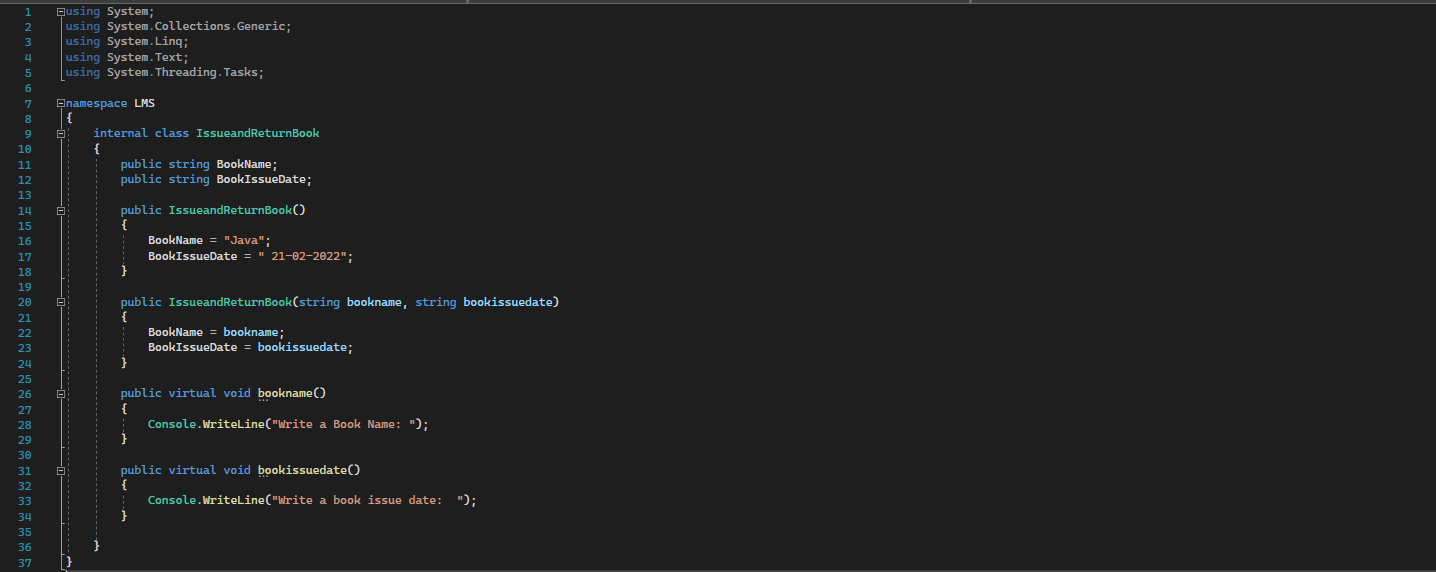 1 using System;
2 using System.Collections.Generic;
3 using System.Linq;
4 using System.Text;
5 using System.Threading.Tasks;
6
7 namespace LMS
8 {
9 internal class IssueandReturnBook
10 {
11 public string BookName;
12 public string BookIssueDate;
13
14 public IssueandReturnBook()
15 {
16 BookName = "Java";
17 BookIssueDate = " 21-02-2022";
18 }
19
20 public IssueandReturnBook(string bookname, string bookissuedate)
21 {
22 BookName = bookname;
23 BookIssueDate = bookissuedate;
24 }
25
26 public virtual void bookname()
27 {
28 Console.WriteLine("Write a Book Name: ");
29 }
30
31 public virtual void bookissuedate()
32 {
33 Console.WriteLine("Write a book issue date:  ");
34 }
35
36 }
37 }